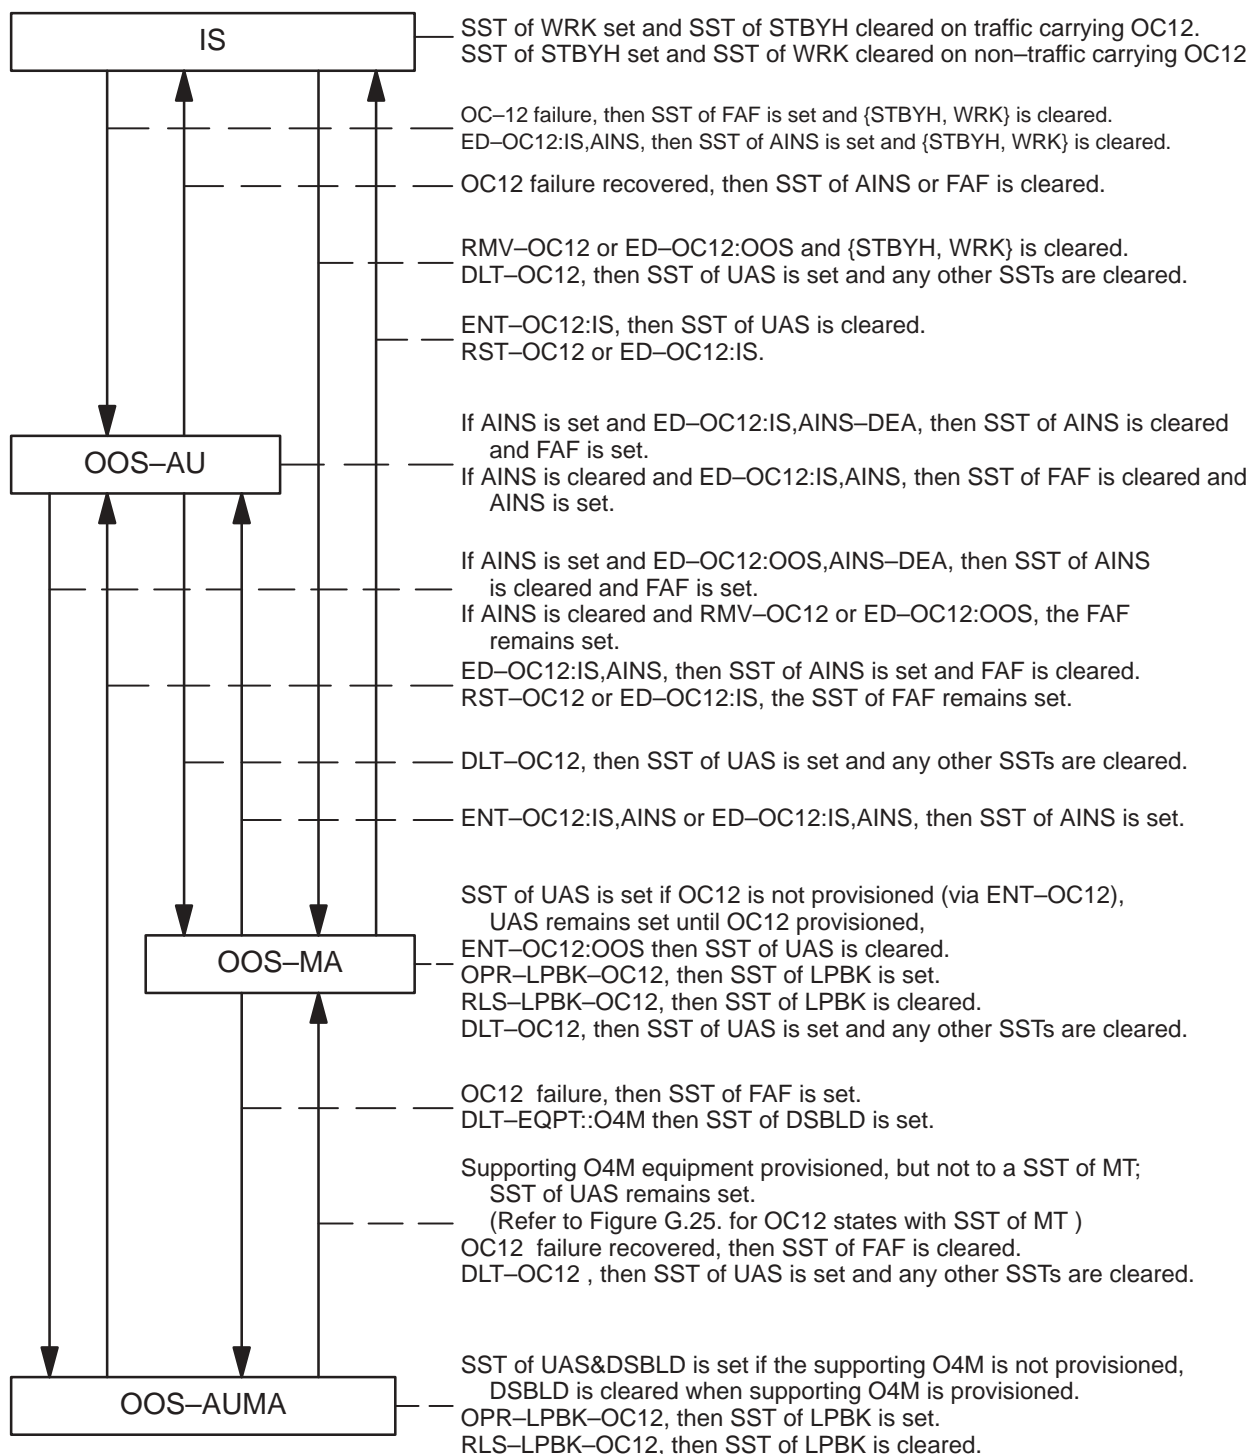 IS
SST of WRK set and SST of STBYH cleared on traffic carrying OC12.
SST of STBYH set and SST of WRK cleared on non–traffic carrying OC12
OC–12 failure, then SST of FAF is set and {STBYH, WRK} is cleared.
ED–OC12:IS,AINS, then SST of AINS is set and {STBYH, WRK} is cleared.
OC12 failure recovered, then SST of AINS or FAF is cleared.
RMV–OC12 or ED–OC12:OOS and {STBYH, WRK} is cleared.
DLT–OC12, then SST of UAS is set and any other SSTs are cleared.
ENT–OC12:IS, then SST of UAS is cleared.
RST–OC12 or ED–OC12:IS.
OOS–AU
If AINS is set and ED–OC12:IS,AINS–DEA, then SST of AINS is cleared
and FAF is set.
If AINS is cleared and ED–OC12:IS,AINS, then SST of FAF is cleared and
AINS is set.
If AINS is set and ED–OC12:OOS,AINS–DEA, then SST of AINS
is cleared and FAF is set.
If AINS is cleared and RMV–OC12 or ED–OC12:OOS, the FAF
remains set.
ED–OC12:IS,AINS, then SST of AINS is set and FAF is cleared.
RST–OC12 or ED–OC12:IS, the SST of FAF remains set.
DLT–OC12, then SST of UAS is set and any other SSTs are cleared.
ENT–OC12:IS,AINS or ED–OC12:IS,AINS, then SST of AINS is set.
OOS–MA
SST of UAS is set if OC12 is not provisioned (via ENT–OC12),
UAS remains set until OC12 provisioned,
ENT–OC12:OOS then SST of UAS is cleared.
OPR–LPBK–OC12, then SST of LPBK is set.
RLS–LPBK–OC12, then SST of LPBK is cleared.
DLT–OC12, then SST of UAS is set and any other SSTs are cleared.
OC12 failure, then SST of FAF is set.
DLT–EQPT::O4M then SST of DSBLD is set.
Supporting O4M equipment provisioned, but not to a SST of MT;
SST of UAS remains set.
(Refer to Figure G.25. for OC12 states with SST of MT )
OC12 failure recovered, then SST of FAF is cleared.
DLT–OC12 , then SST of UAS is set and any other SSTs are cleared.
OOS–AUMA
SST of UAS&DSBLD is set if the supporting O4M is not provisioned,
DSBLD is cleared when supporting O4M is provisioned.
OPR–LPBK–OC12, then SST of LPBK is set.
RLS–LPBK–OC12, then SST of LPBK is cleared.